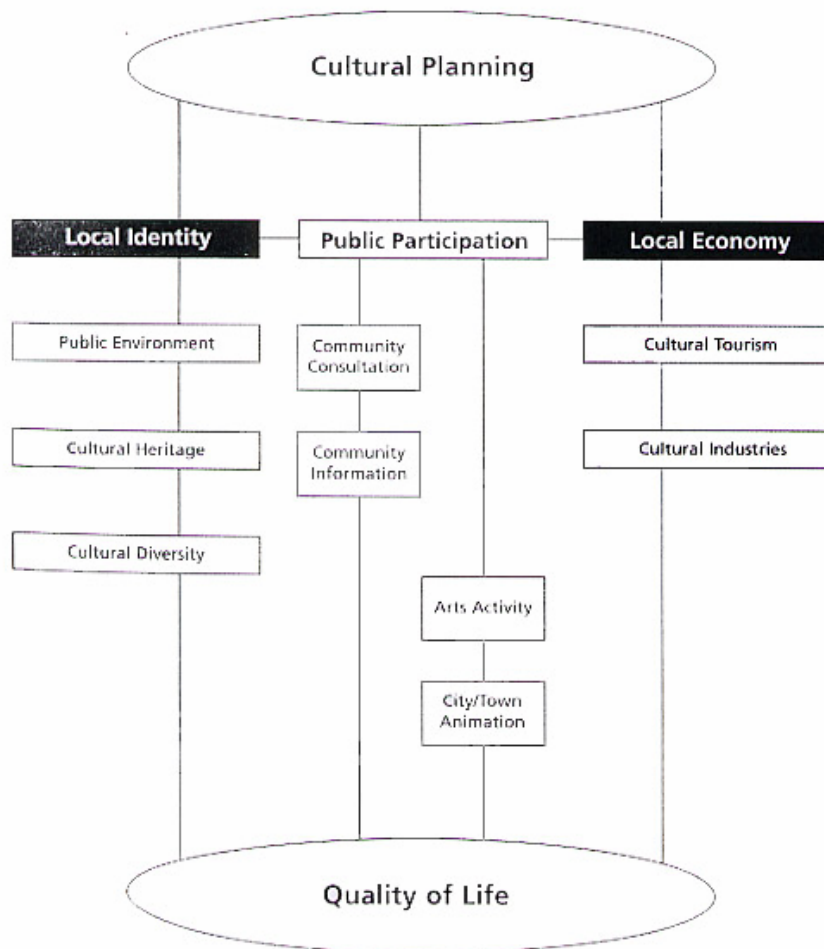 Cultural Planning
Local Identity
Public Participation
Local Economy
Public Environment
Community
Consultation
Cultural Tourism
Cultural Heritage
Community
Information
Cultural Industries
Cultural Diversity
Arts Activity
City/Town
Animation
Quality of Life